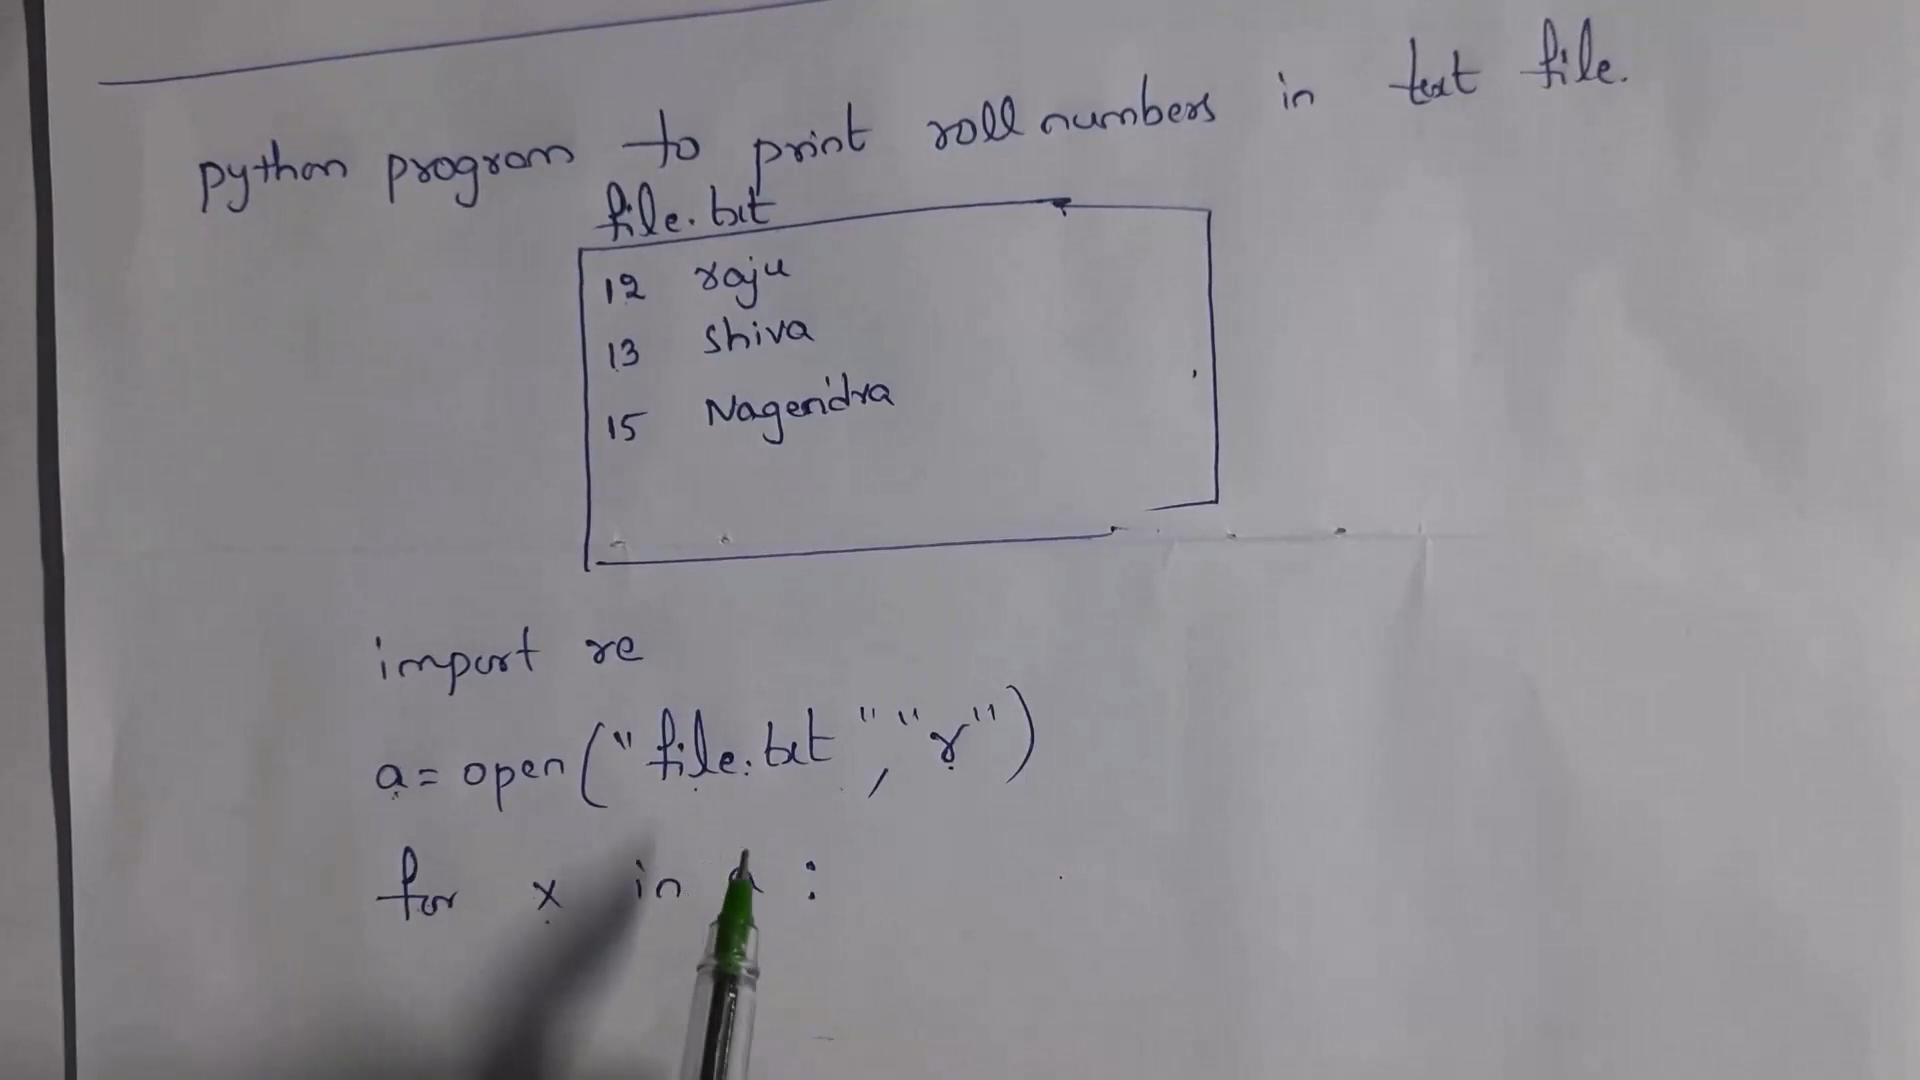 python program to print roll numbers in text file.
file.txt
12 raju
13 shiva
15 Nagendra
import re
a = open("file.txt", "r")
for x in a :